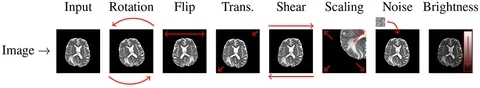 Input Rotation Flip Trans. Shear Scaling Noise Brightness
Image →